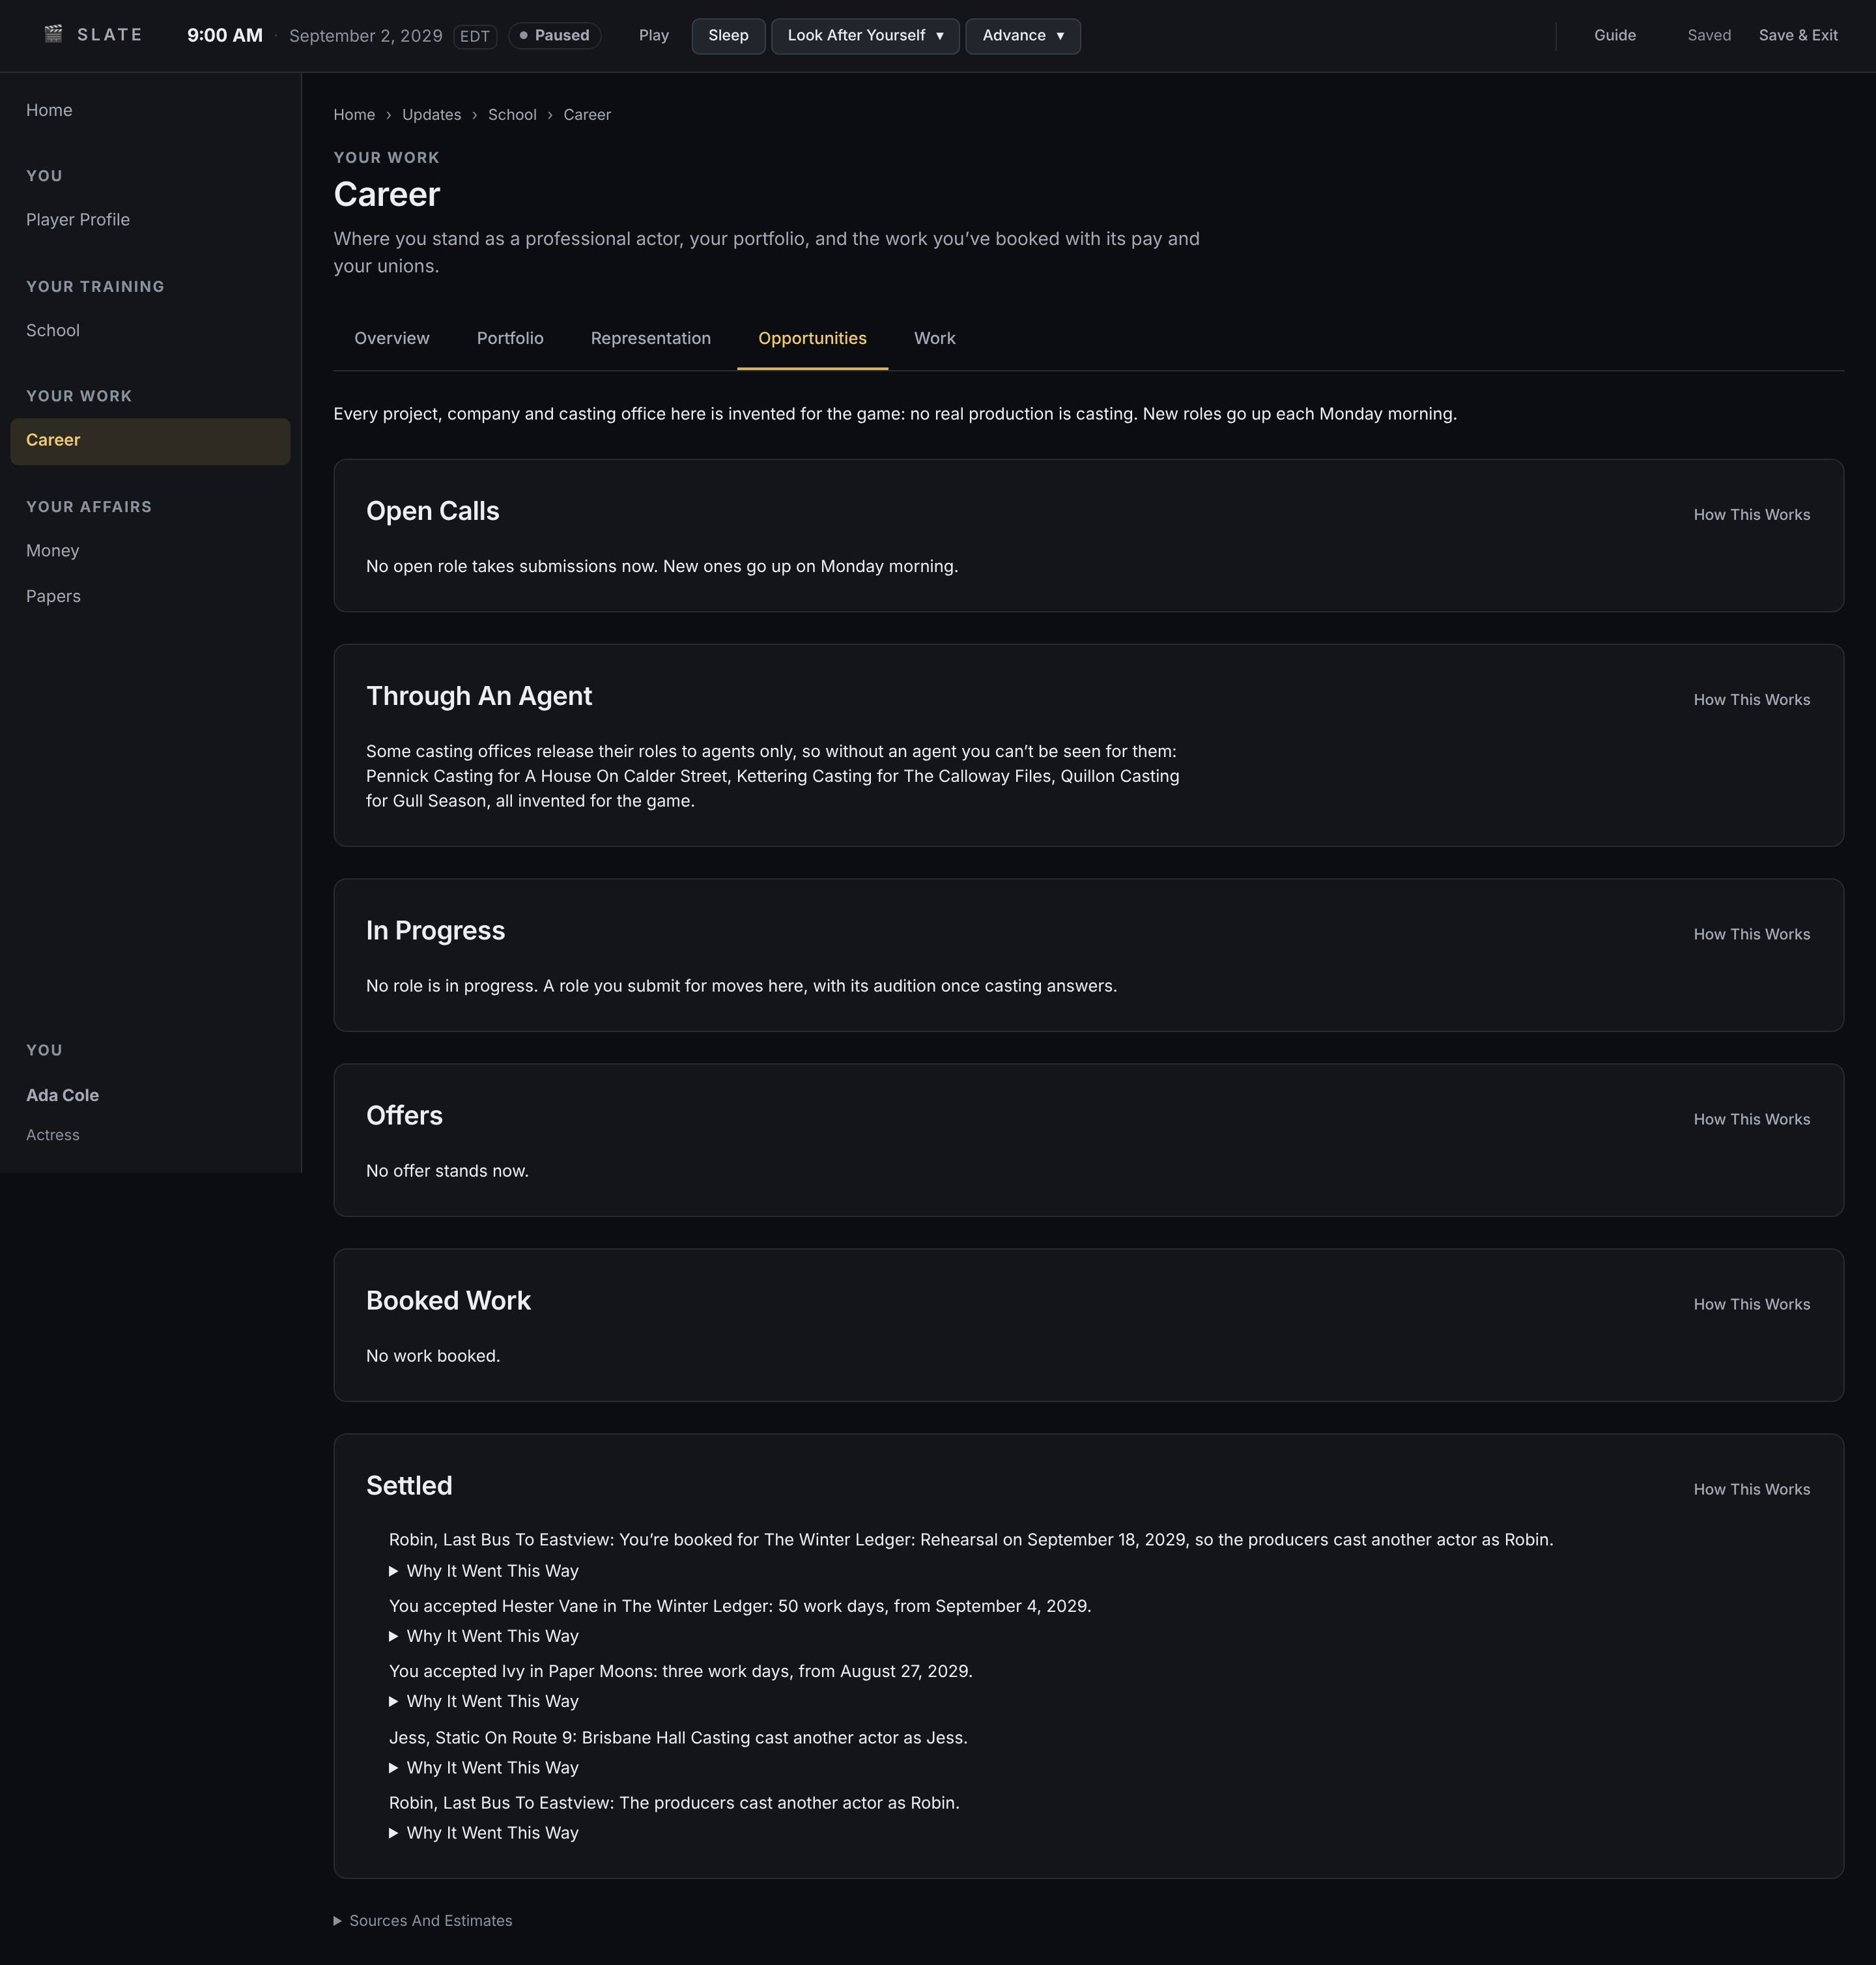 SLATE
9:00 AM · September 2, 2029 EDT Paused Play Sleep Look After Yourself ▾ Advance ▾ Guide Saved Save & Exit
Home
YOU
Player Profile
YOUR TRAINING
School
YOUR WORK
Career
YOUR AFFAIRS
Money
Papers
YOU
Ada Cole
Actress
Home › Updates › School › Career
YOUR WORK
Career
Where you stand as a professional actor, your portfolio, and the work you’ve booked with its pay and
your unions.
Overview Portfolio Representation Opportunities Work
Every project, company and casting office here is invented for the game: no real production is casting. New roles go up each Monday morning.
Open Calls How This Works
No open role takes submissions now. New ones go up on Monday morning.
Through An Agent How This Works
Some casting offices release their roles to agents only, so without an agent you can’t be seen for them:
Pennick Casting for A House On Calder Street, Kettering Casting for The Calloway Files, Quillon Casting
for Gull Season, all invented for the game.
In Progress How This Works
No role is in progress. A role you submit for moves here, with its audition once casting answers.
Offers How This Works
No offer stands now.
Booked Work How This Works
No work booked.
Settled How This Works
Robin, Last Bus To Eastview: You’re booked for The Winter Ledger: Rehearsal on September 18, 2029, so the producers cast another actor as Robin.
Why It Went This Way
You accepted Hester Vane in The Winter Ledger: 50 work days, from September 4, 2029.
Why It Went This Way
You accepted Ivy in Paper Moons: three work days, from August 27, 2029.
Why It Went This Way
Jess, Static On Route 9: Brisbane Hall Casting cast another actor as Jess.
Why It Went This Way
Robin, Last Bus To Eastview: The producers cast another actor as Robin.
Why It Went This Way
Sources And Estimates